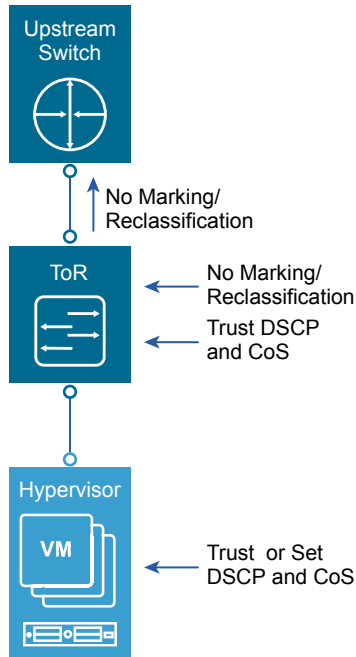 Upstream
Switch
No Marking/
Reclassification
ToR
No Marking/
Reclassification
Trust DSCP
and CoS
Hypervisor
VM
Trust or Set
DSCP and CoS